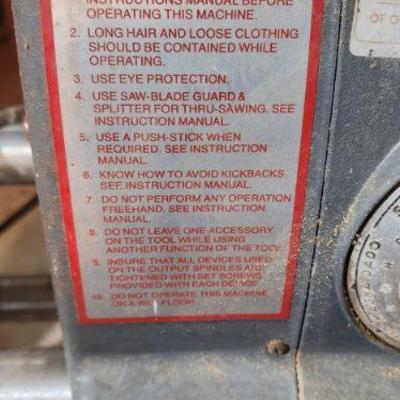 INSTRUCTIONS MANUAL BEFORE
OPERATING THIS MACHINE.
2. LONG HAIR AND LOOSE CLOTHING
SHOULD BE CONTAINED WHILE
OPERATING.
3. USE EYE PROTECTION.
4. USE SAW-BLADE GUARD &
SPLITTER FOR THRU-SAWING. SEE
INSTRUCTION MANUAL.
5. USE A PUSH-STICK WHEN
REQUIRED. SEE INSTRUCTION
MANUAL.
6. KNOW HOW TO AVOID KICKBACKS.
SEE INSTRUCTION MANUAL.
7. DO NOT PERFORM ANY OPERATION
FREEHAND. SEE INSTRUCTION
MANUAL.
8. DO NOT LEAVE ONE ACCESSORY
ON THE TOOL WHILE USING
ANOTHER FUNCTION OF THE TOOL.
9. INSURE THAT ALL DEVICES USED
ON THE OUTPUT SPINDLES ARE
TIGHTENED WITH SET SCREWS
PROVIDED WITH EACH DEVICE.
10. DO NOT OPERATE THIS MACHINE
ON A WET FLOOR.
OF O